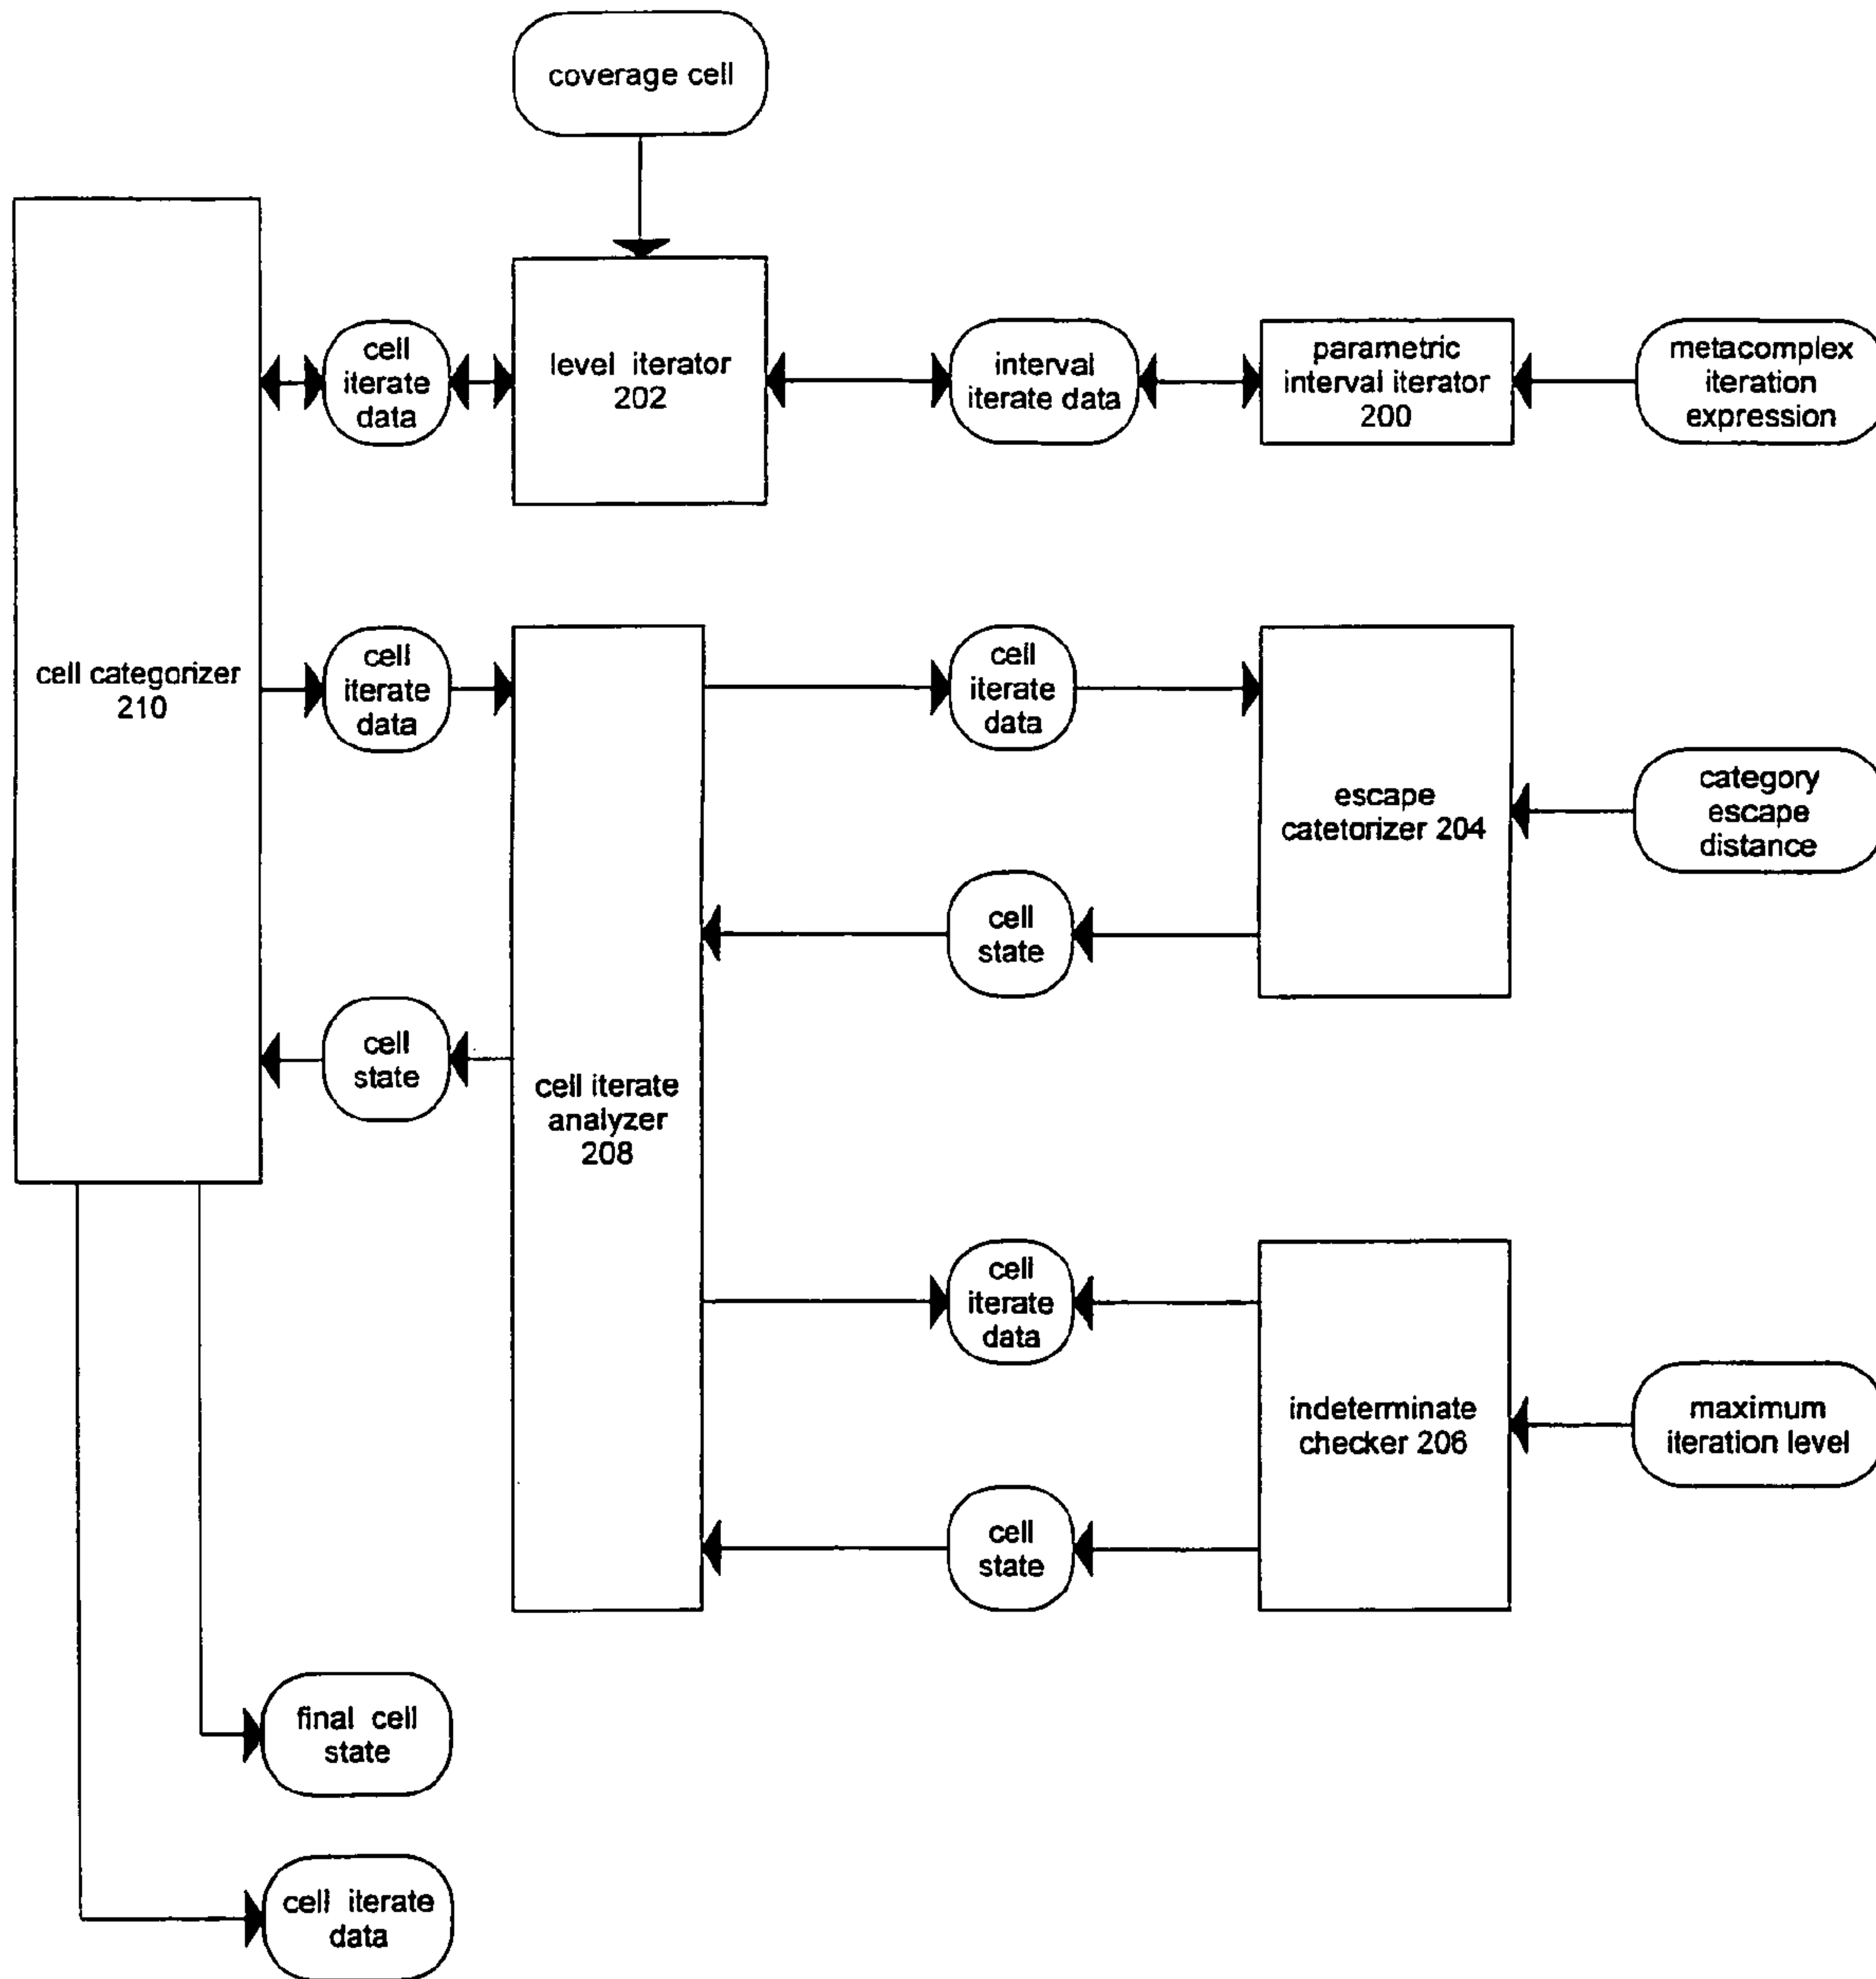 coverage cell
cell
iterate
data
level iterator
202
interval
iterate data
parametric
interval iterator
200
metacomplex
iteration
expression
cell categorizer
210
cell
iterate
data
cell
iterate
data
escape
catetorizer 204
category
escape
distance
cell
state
cell
state
cell iterate
analyzer
208
cell
iterate
data
indeterminate
checker 206
maximum
iteration level
cell
state
final cell
state
cell iterate
data